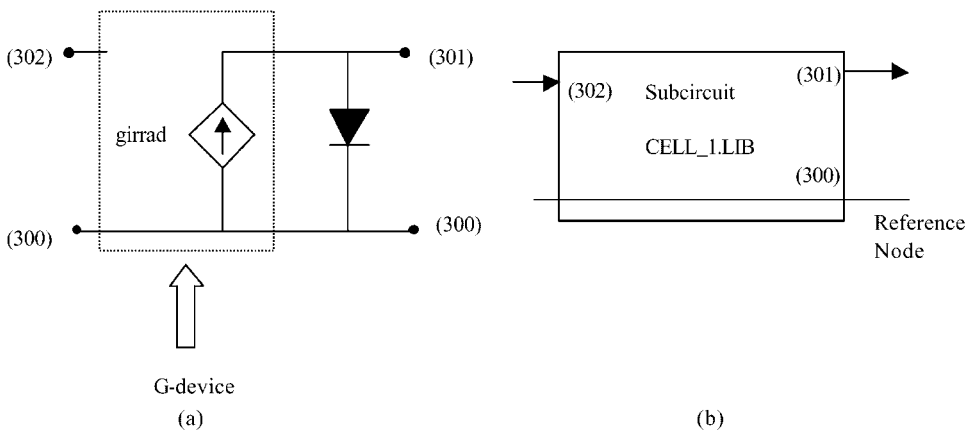 (302)
(301)
girrad
(300)
(300)
G-device
(a)
(302)
Subcircuit
(301)
CELL_1.LIB
(300)
Reference
Node
(b)